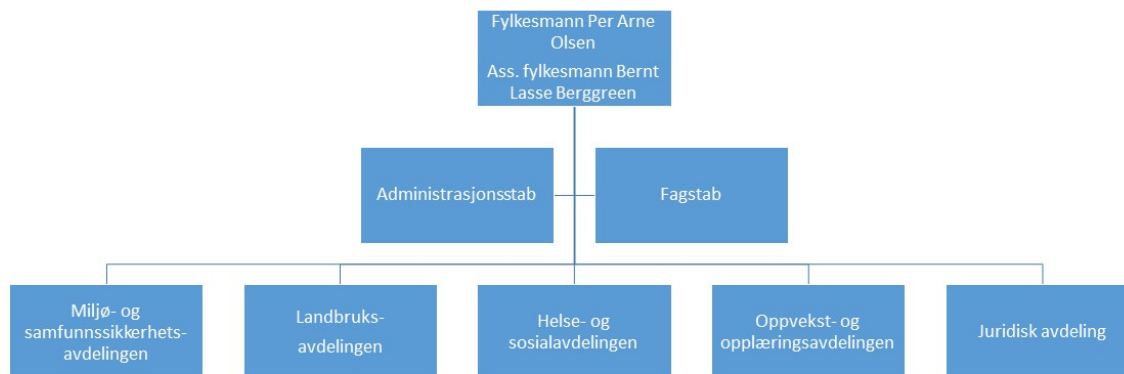 Fylkesmann Per Arne
Olsen
Ass. fylkesmann Bernt
Lasse Berggreen
Administrasjonsstab
Fagstab
Miljø- og
samfunnssikkerhets-
avdelingen
Landbruks-
avdelingen
Helse- og
sosialavdelingen
Oppvekst- og
opplæringsavdelingen
Juridisk avdeling